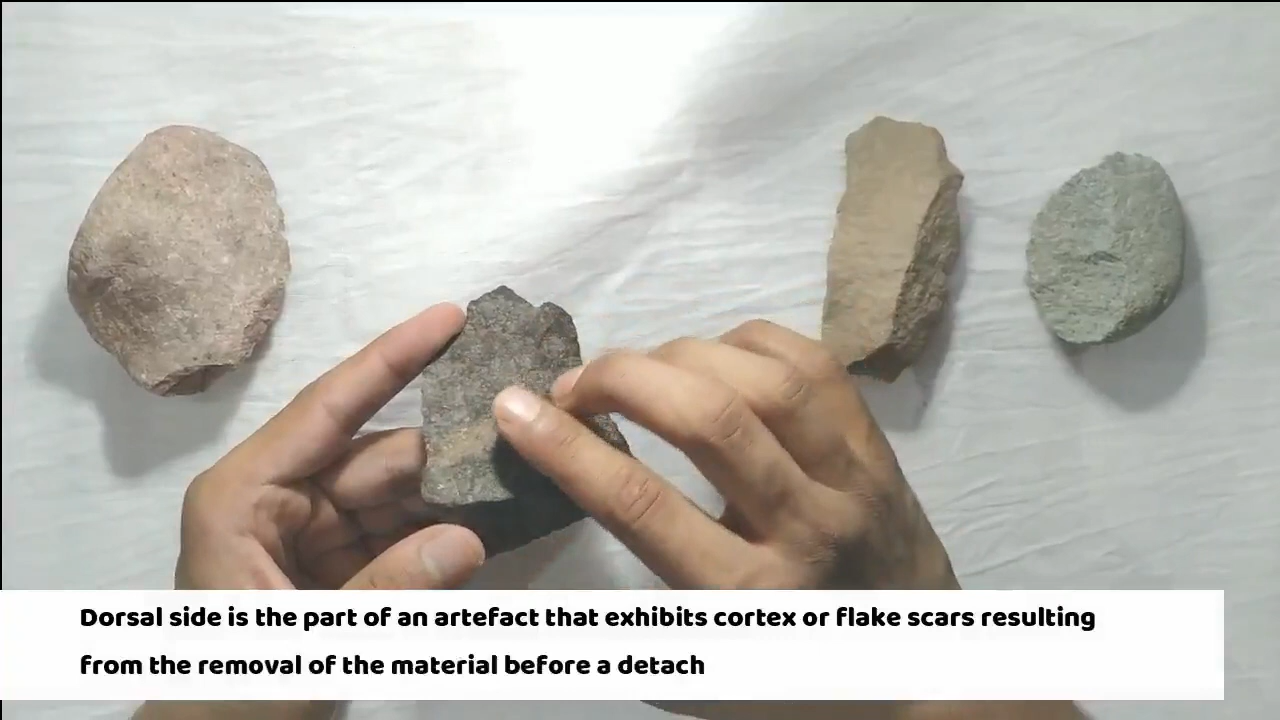 Dorsal side is the part of an artefact that exhibits cortex or flake scars resulting
from the removal of the material before a detach